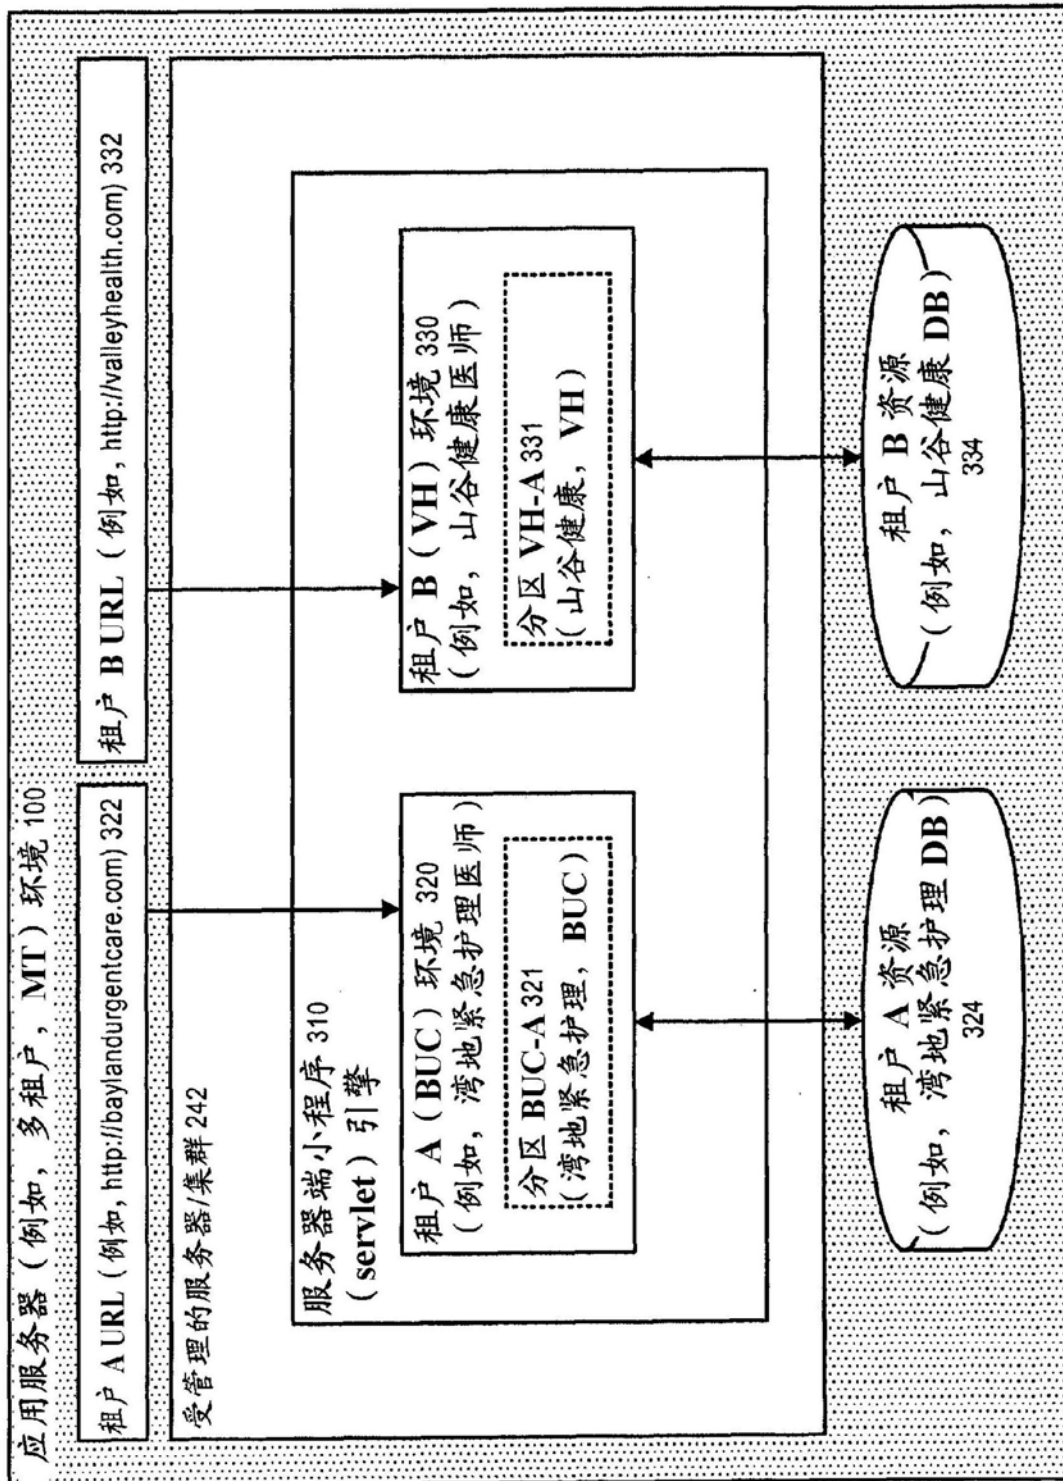 应用服务器（例如，多租户，MT）环境 100
租户 A URL（例如，http://baylandurgentcare.com) 322
租户 B URL（例如，http://valleyhealth.com) 332
受管理的服务器/集群 242
服务器端小程序 310
（servlet）引擎
租户 A（BUC）环境 320
（例如，湾地紧急护理医师）
分区 BUC-A 321
（湾地紧急护理，BUC）
租户 B（VH）环境 330
（例如，山谷健康医师）
分区 VH-A 331
（山谷健康，VH）
租户 A 资源
（例如，湾地紧急护理 DB）
324
租户 B 资源
（例如，山谷健康 DB）
334